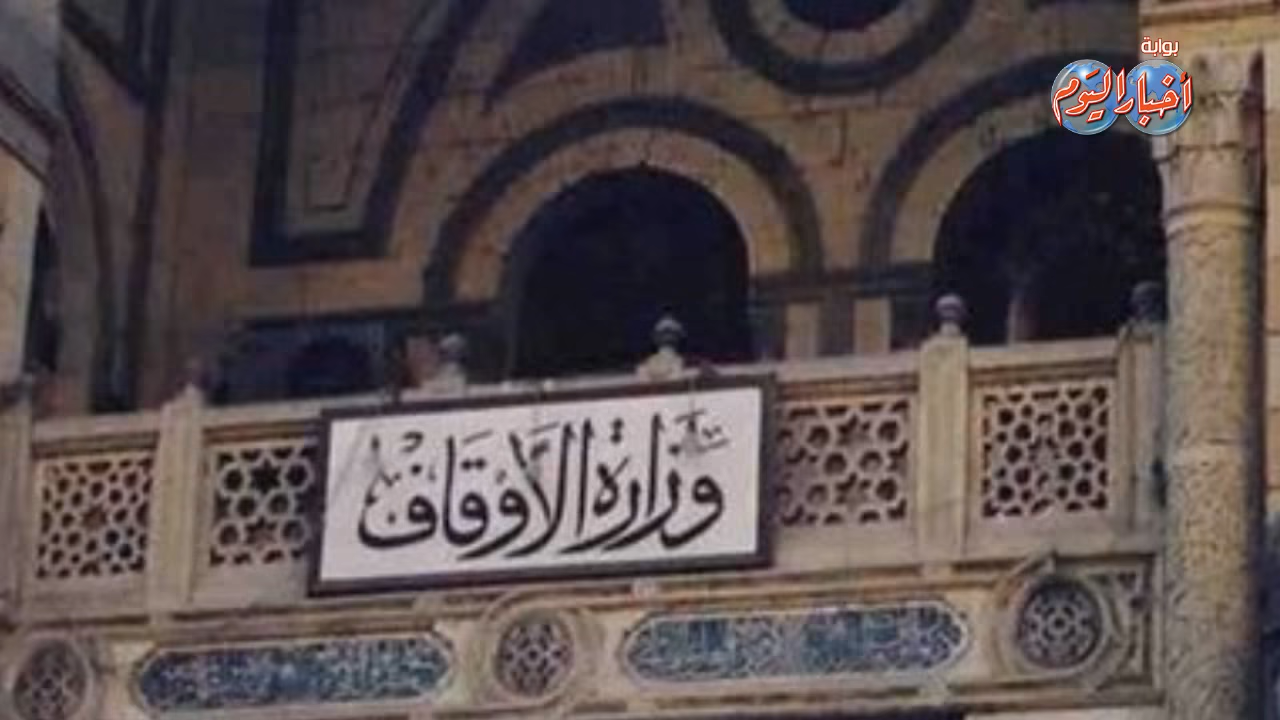 بوابة
أخبار اليوم
وزارة الأوقاف